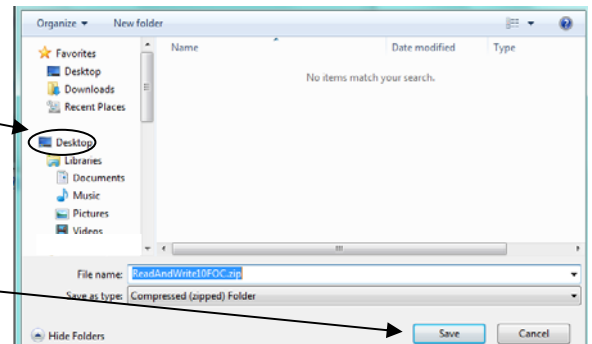 Organize New folder
Name Date modified Type
Favorites
Desktop
Downloads
Recent Places
No items match your search.
Desktop
Libraries
Documents
Music
Pictures
Videos
File name: ReadAndWrite10FOC.zip
Save as type: Compressed (zipped) Folder
Hide Folders Save Cancel